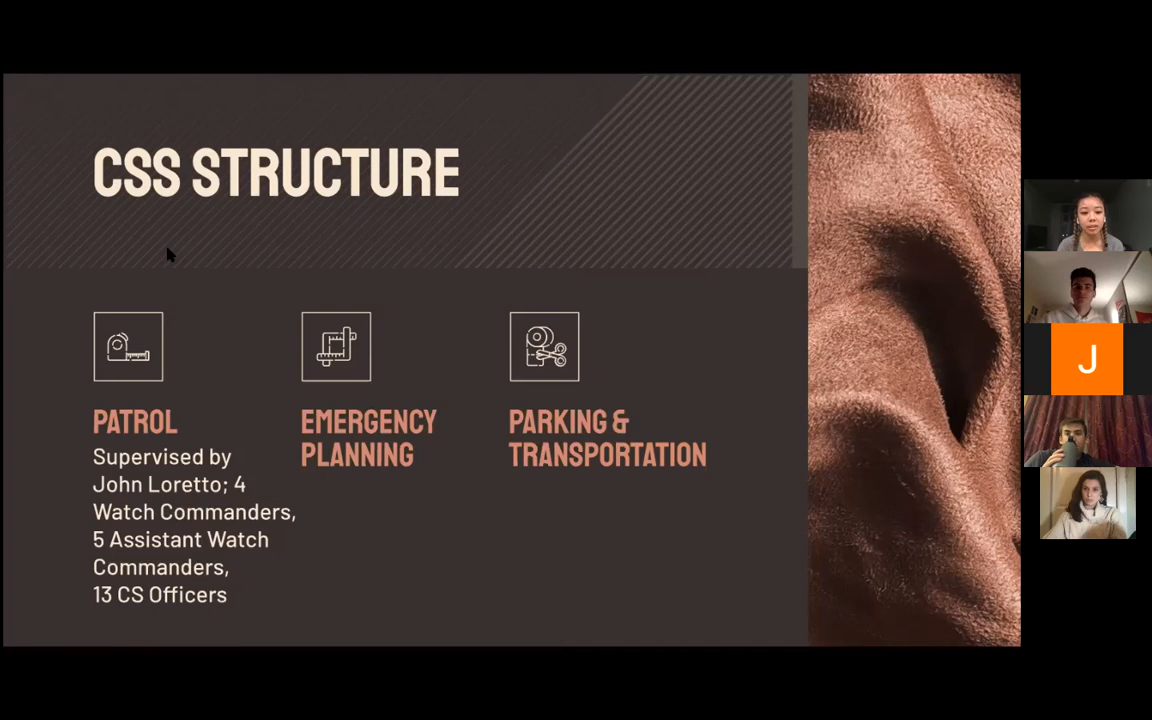 CSS STRUCTURE
PATROL
Supervised by
John Loretto; 4
Watch Commanders,
5 Assistant Watch
Commanders,
13 CS Officers
EMERGENCY
PLANNING
PARKING &
TRANSPORTATION
J